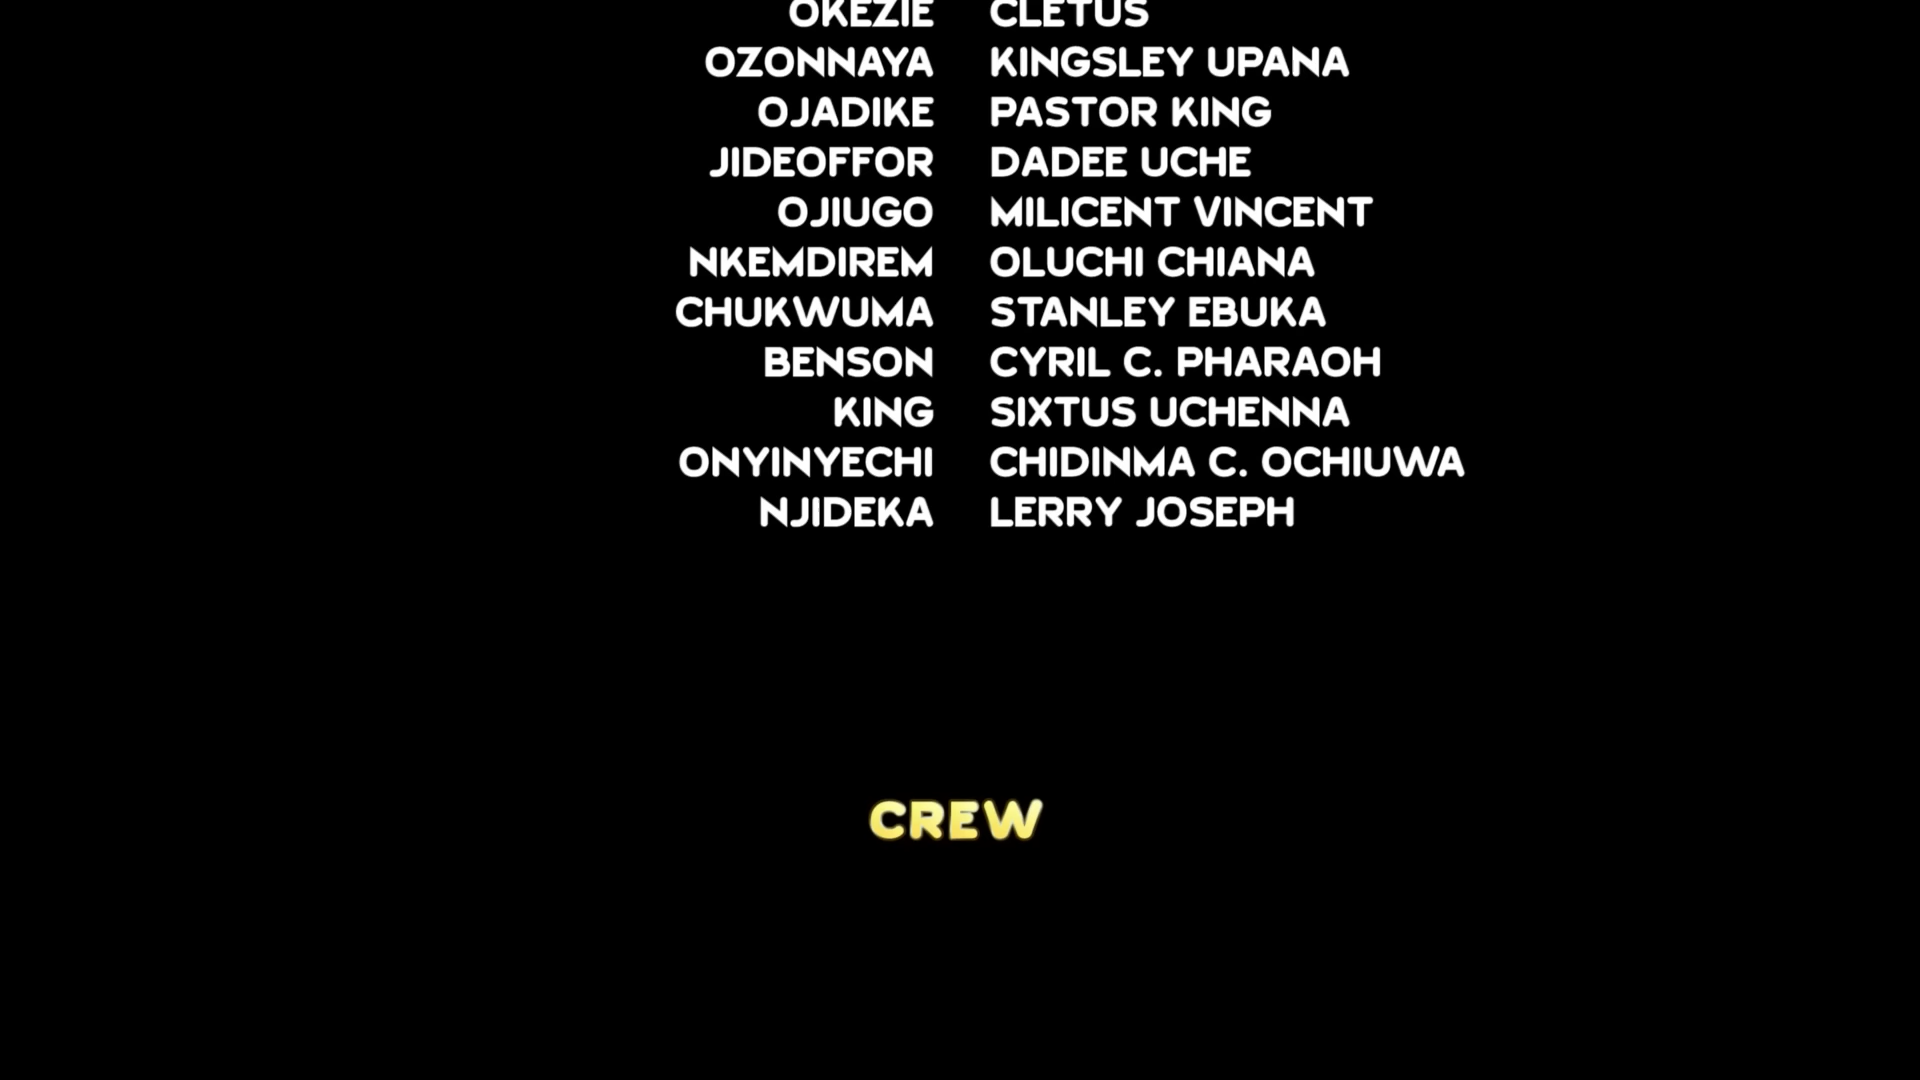 OKEZIE CLETUS
OZONNAYA KINGSLEY UPANA
OJADIKE PASTOR KING
JIDEOFFOR DADEE UCHE
OJIUGO MILICENT VINCENT
NKEMDIREM OLUCHI CHIANA
CHUKWUMA STANLEY EBUKA
BENSON CYRIL C. PHARAOH
KING SIXTUS UCHENNA
ONYINYECHI CHIDINMA C. OCHIUWA
NJIDEKA LERRY JOSEPH
CREW